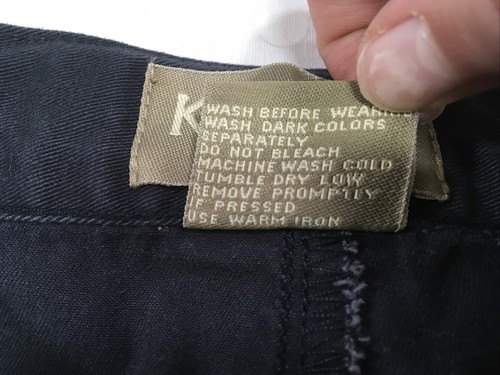 K
WASH BEFORE WEARIN
WASH DARK COLORS
SEPARATELY
DO NOT BLEACH
MACHINE WASH COLD
TUMBLE DRY LOW
REMOVE PROMPTLY
IF PRESSED
USE WARM IRON